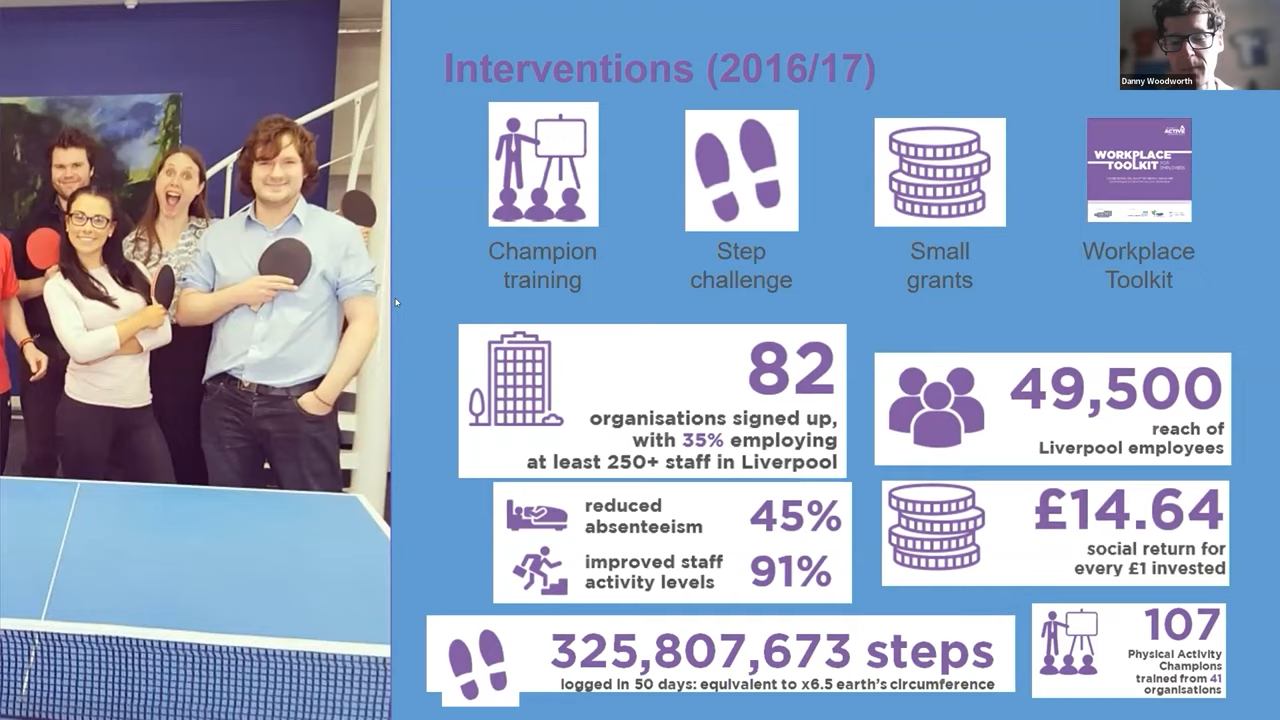 Interventions (2016/17)
Danny Woodworth
ACTIVE
WORKPLACE
TOOLKIT FOR
EMPLOYEES
Champion
training
Step
challenge
Small
grants
Workplace
Toolkit
82
organisations signed up,
with 35% employing
at least 250+ staff in Liverpool
49,500
reach of
Liverpool employees
reduced
absenteeism
45%
improved staff
activity levels
91%
£14.64
social return for
every £1 invested
325,807,673 steps
logged in 50 days: equivalent to x6.5 earth's circumference
107
Physical Activity
Champions
trained from 41
organisations